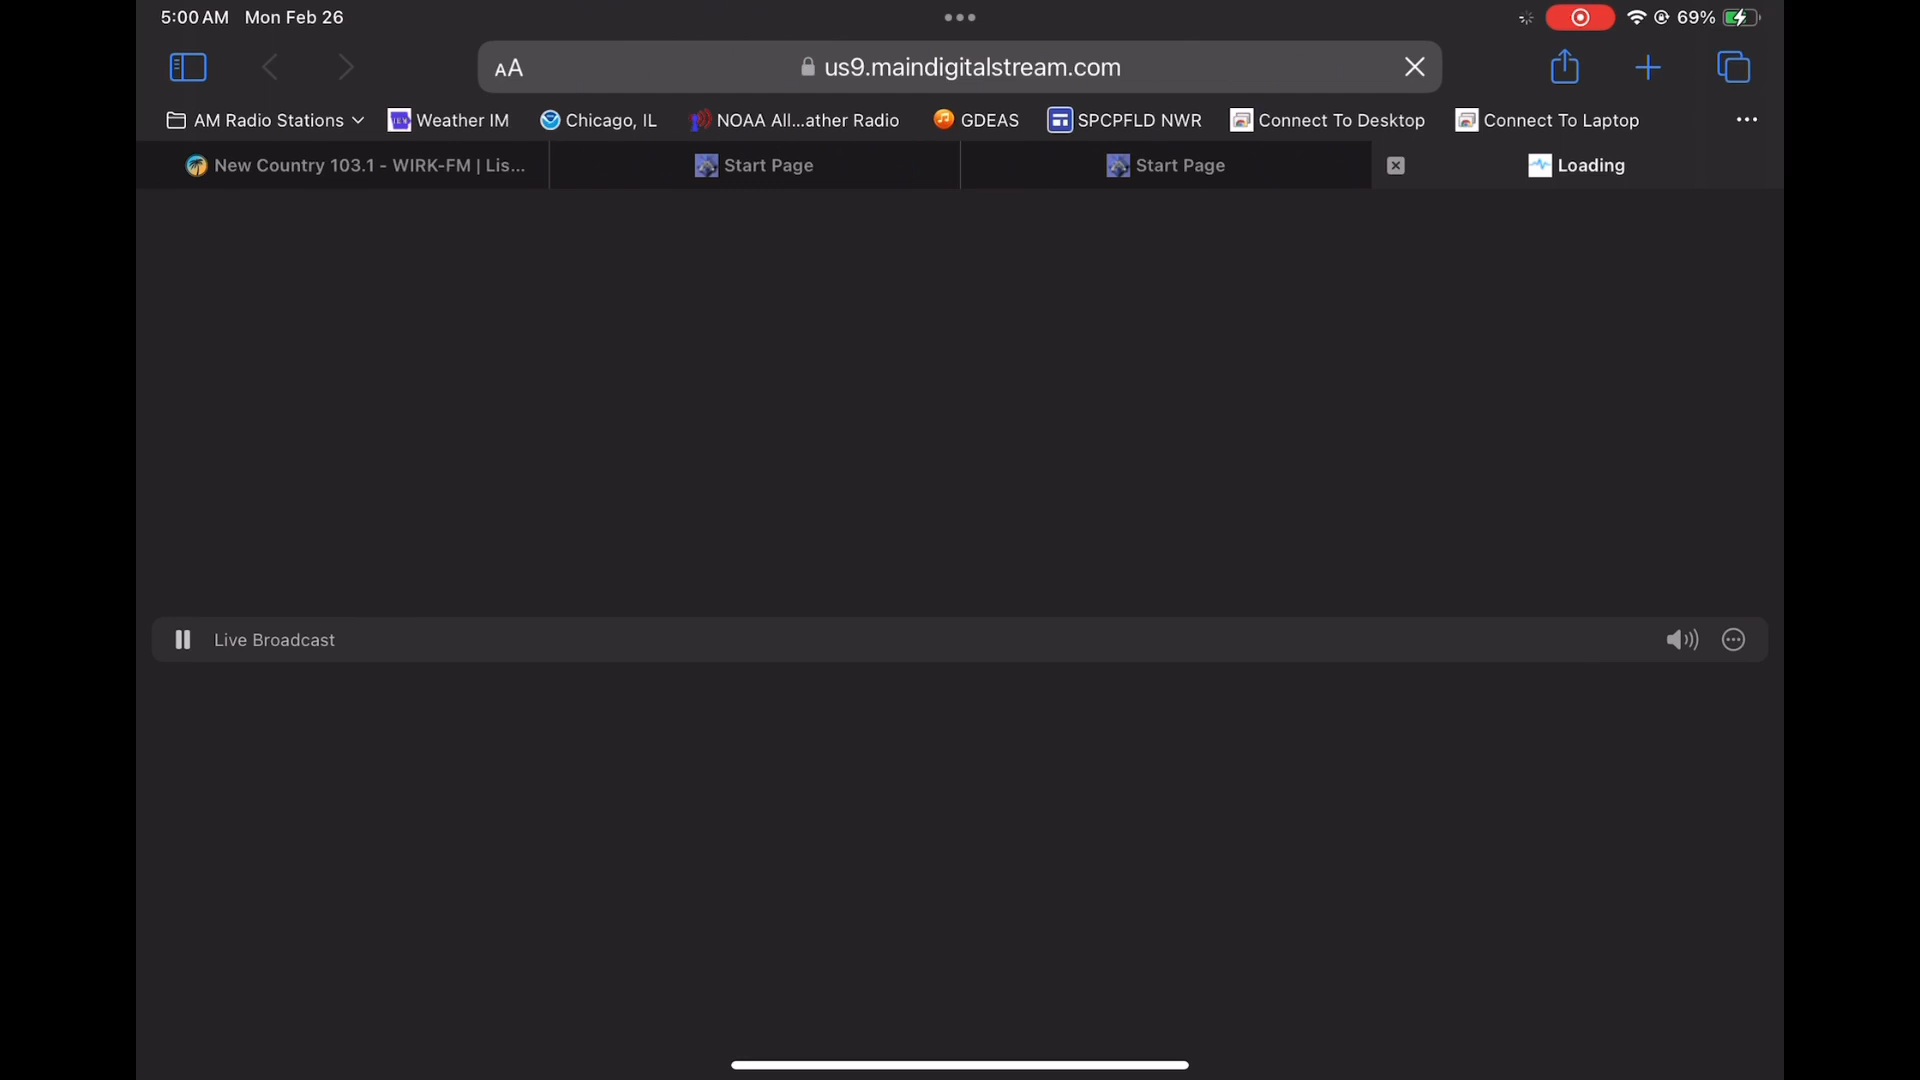 5:00 AM Mon Feb 26
69%
AA us9.maindigitalstream.com
AM Radio Stations Weather IM Chicago, IL NOAA All...ather Radio GDEAS SPCPFLD NWR Connect To Desktop Connect To Laptop
New Country 103.1 - WIRK-FM | Lis... Start Page Start Page Loading
Live Broadcast